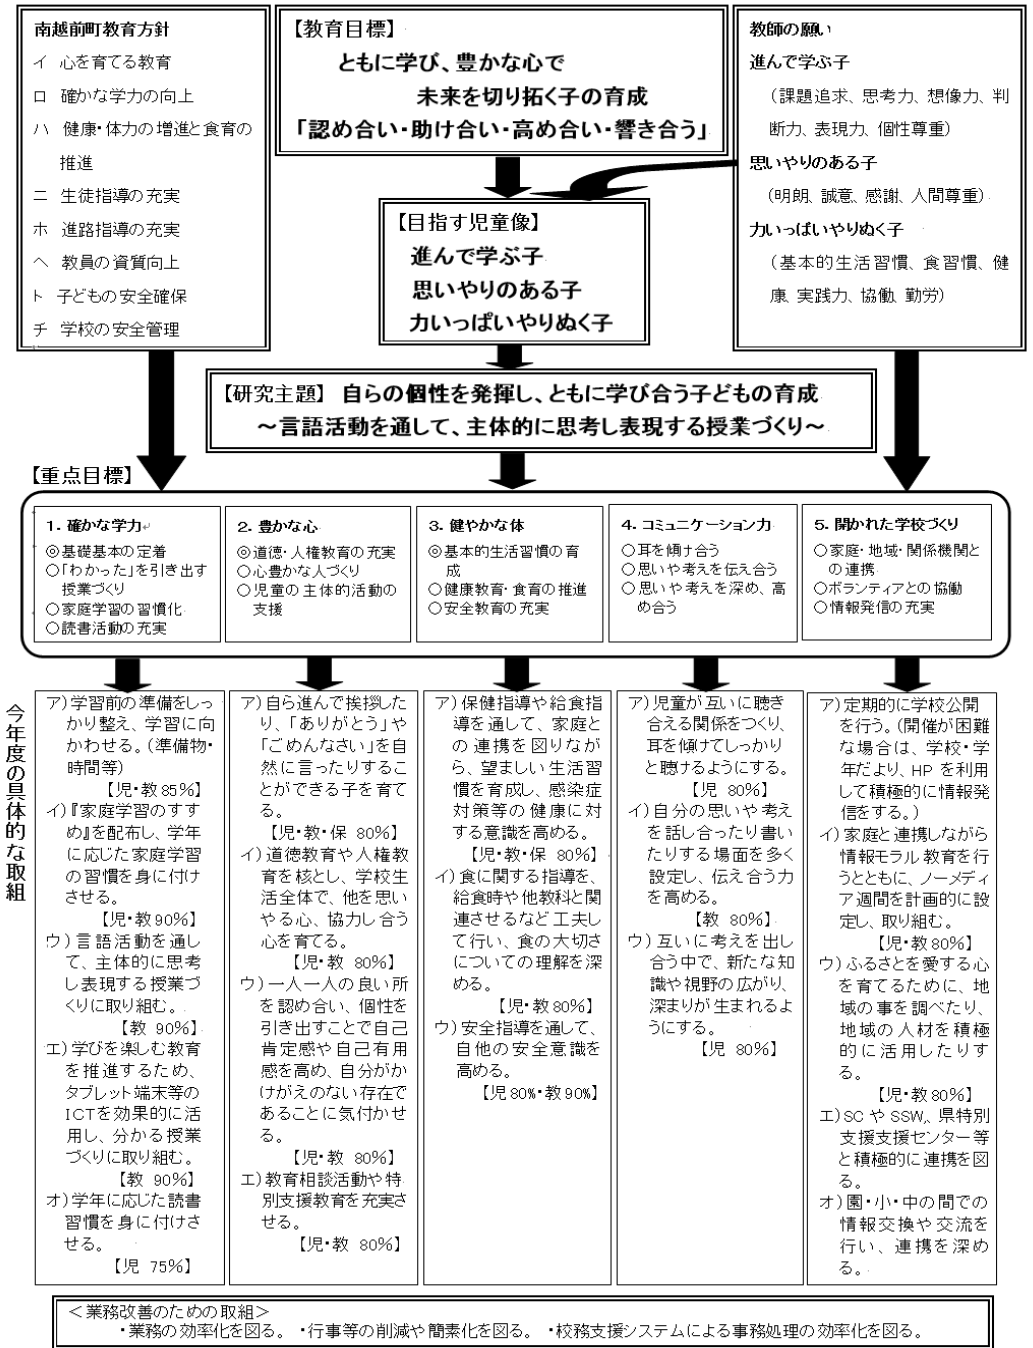 南越前町教育方針
イ 心を育てる教育
ロ 確かな学力の向上
ハ 健康・体力の増進と食育の
推進
ニ 生徒指導の充実
ホ 進路指導の充実
ヘ 教員の資質向上
ト 子どもの安全確保
チ 学校の安全管理
【教育目標】
ともに学び、豊かな心で
未来を切り拓く子の育成
「認め合い・助け合い・高め合い・響き合う」
教師の願い
進んで学ぶ子
（課題追求、思考力、想像力、判
断力、表現力、個性尊重）
思いやりのある子
（明朗、誠意、感謝、人間尊重）
力いっぱいやりぬく子
（基本的生活習慣、食習慣、健
康、実践力、協働、勤労）
【目指す児童像】
進んで学ぶ子
思いやりのある子
力いっぱいやりぬく子
【研究主題】 自らの個性を発揮し、ともに学び合う子どもの育成
～言語活動を通して、主体的に思考し表現する授業づくり～
【重点目標】
1. 確かな学力
◎基礎基本の定着
○「わかった」を引き出す
授業づくり
○家庭学習の習慣化
○読書活動の充実
2. 豊かな心
◎道徳・人権教育の充実
○心豊かな人づくり
○児童の主体的活動の
支援
3. 健やかな体
◎基本的生活習慣の育
成
○健康教育・食育の推進
○安全教育の充実
4. コミュニケーション力
○耳を傾け合う
○思いや考えを伝え合う
○思いや考えを深め、高
め合う
5. 開かれた学校づくり
○家庭・地域・関係機関と
の連携
○ボランティアとの協働
○情報発信の充実
今年度の具体的な取組
ア）学習前の準備をしっ
かり整え、学習に向
かわせる。（準備物・
時間等）
【児・教85％】
イ）『家庭学習のすす
め』を配布し、学年
に応じた家庭学習
の習慣を身に付け
させる。
【児・教90％】
ウ）言語活動を通し
て、主体的に思考
し表現する授業づ
くりに取り組む。
【教 90％】
エ）学びを楽しむ教育
を推進するため、
タブレット端末等の
ICTを効果的に活
用し、分かる授業
づくりに取り組む。
【教 90％】
オ）学年に応じた読書
習慣を身に付けさ
せる。
【児 75％】
ア）自ら進んで挨拶した
り、「ありがとう」や
「ごめんなさい」を自
然に言ったりするこ
とができる子を育て
る。
【児・教・保 80％】
イ）道徳教育や人権教
育を核とし、学校生
活全体で、他を思い
やる心、協力し合う
心を育てる。
【児・教 80％】
ウ）一人一人の良い所
を認め合い、個性を
引き出すことで自己
肯定感や自己有用
感を高め、自分がか
けがえのない存在で
あることに気付かせ
る。
【児・教 80％】
エ）教育相談活動や特
別支援教育を充実さ
せる。
【児・教 80％】
ア）保健指導や給食指
導を通して、家庭と
の連携を図りなが
ら、望ましい生活習
慣を育成し、感染症
対策等の健康に対
する意識を高める。
【児・教・保 80％】
イ）食に関する指導を、
給食時や他教科と関
連させるなど工夫し
て行い、食の大切さ
についての理解を深
める。
【児・教80％】
ウ）安全指導を通して、
自他の安全意識を
高める。
【児80％・教90％】
ア）児童が互いに聴き
合える関係をつくり、
耳を傾けてしっかり
と聴けるようにする。
【児 80％】
イ）自分の思いや考え
を話し合ったり書い
たりする場面を多く
設定し、伝え合う力
を高める。
【教 80％】
ウ）互いに考えを出し
合う中で、新たな知
識や視野の広がり、
深まりが生まれるよ
うにする。
【児 80％】
ア）定期的に学校公開
を行う。（開催が困難
な場合は、学校・学
年だより、HP を利用
して積極的に情報発
信をする。）
イ）家庭と連携しながら
情報モラル教育を行
うとともに、ノーメディ
ア週間を計画的に設
定し、取り組む。
【児・教80％】
ウ）ふるさとを愛する心
を育てるために、地
域の事を調べたり、
地域の人材を積極
的に活用したりす
る。
【児・教80％】
エ）SC や SSW、県特別
支援支援センター等
と積極的に連携を図
る。
オ）園・小・中の間での
情報交換や交流を
行い、連携を深め
る。
＜業務改善のための取組＞
・業務の効率化を図る。 ・行事等の削減や簡素化を図る。 ・校務支援システムによる事務処理の効率化を図る。